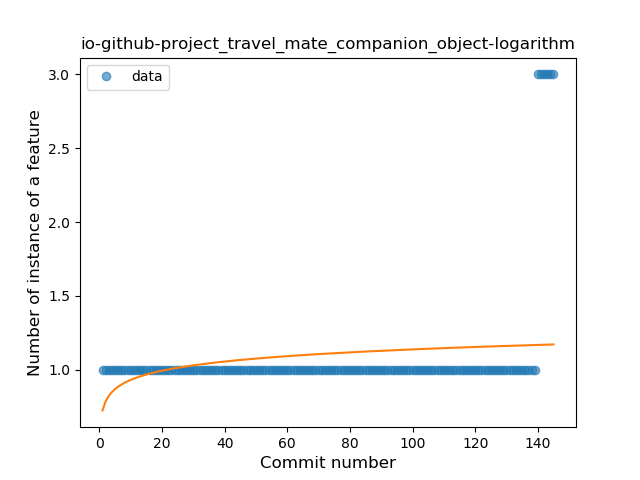 io-github-project_travel_mate_companion_object-logarithm
data
Number of instance of a feature
3.0
2.5
2.0
1.5
1.0
0 20 40 60 80 100 120 140
Commit number